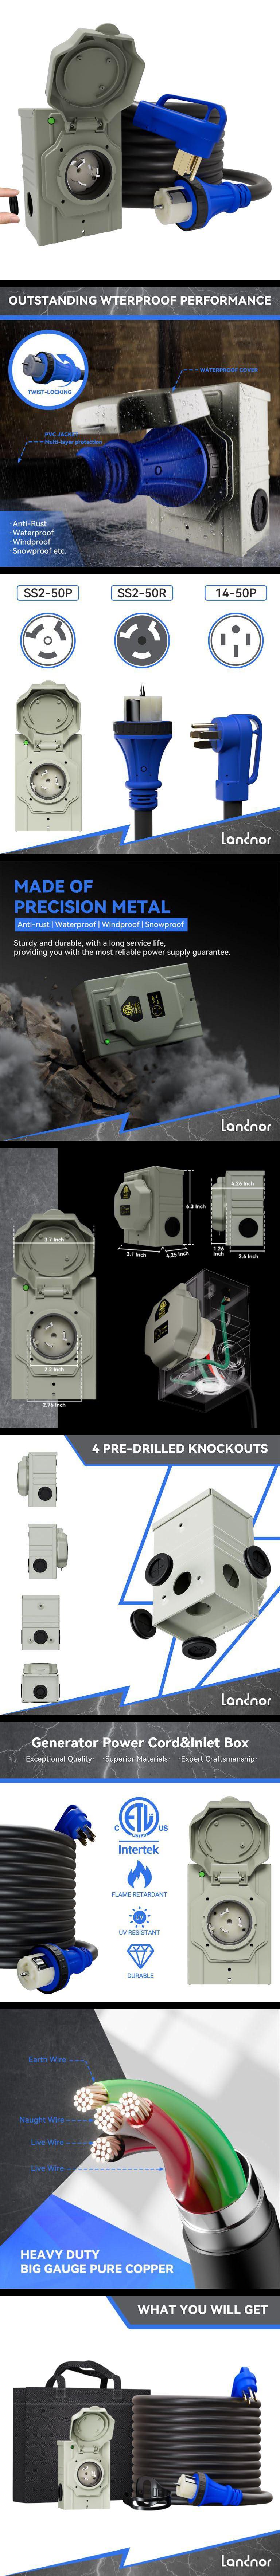 OUTSTANDING WTERPROOF PERFORMANCE
WATERPROOF COVER
TWIST-LOCKING
PVC JACKET
Multi-layer protection
·Anti-Rust
·Waterproof
·Windproof
·Snowproof etc.
SS2-50P
SS2-50R
14-50P
Landnor
MADE OF
PRECISION METAL
Anti-rust | Waterproof | Windproof | Snowproof
Sturdy and durable, with a long service life,
providing you with the most reliable power supply guarantee.
Landnor
3.7 Inch
6.3 Inch
3.1 Inch
4.25 Inch
4.26 Inch
1.26 Inch
2.6 Inch
2.2 Inch
2.76 Inch
4 PRE-DRILLED KNOCKOUTS
Landnor
Generator Power Cord&Inlet Box
·Exceptional Quality· ·Superior Materials· ·Expert Craftsmanship·
C ETL US
LISTED
Intertek
FLAME RETARDANT
UV
UV RESISTANT
DURABLE
Earth Wire
Naught Wire
Live Wire
Live Wire
HEAVY DUTY
BIG GAUGE PURE COPPER
WHAT YOU WILL GET
Landnor